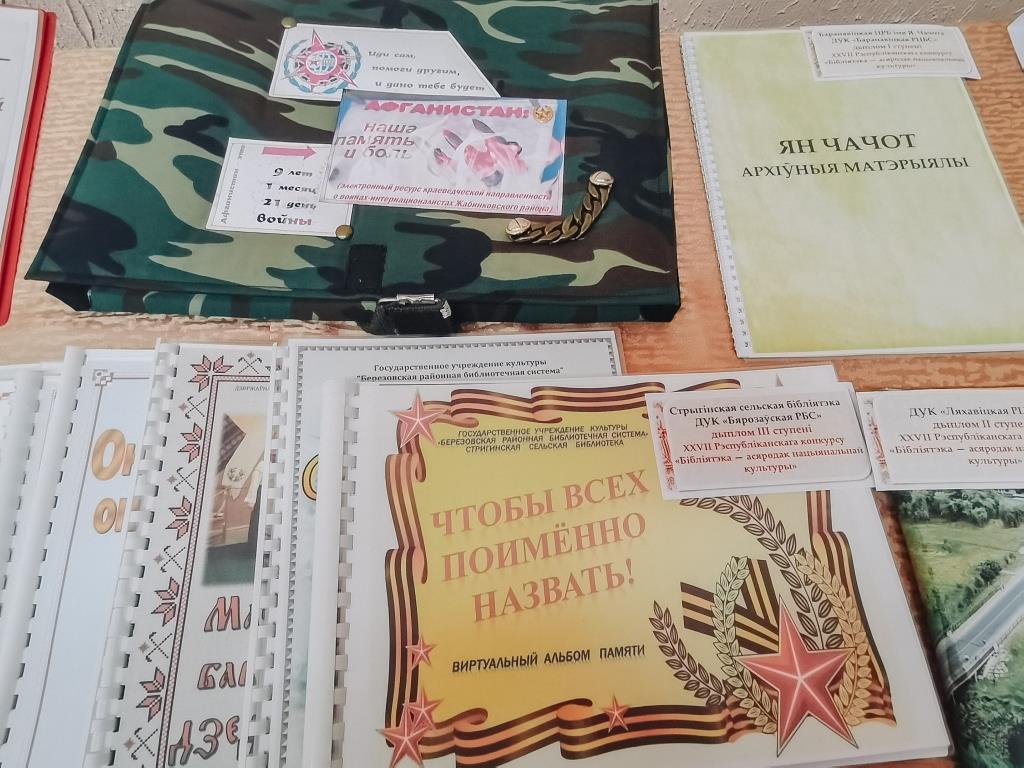 Иди сам,
помоги другим,
и дано тебе будет
АФГАНИСТАН:
наша
память
и боль
(Электронный ресурс краеведческой направленности
о воинах-интернационалистах Жабинковского района)
Афганистан
9 лет
1 месяц
21 день
войны
Баранавіцкая ЦРБ імя Я. Чачота
ДУК «Баранавіцкая РЦБС»
дыплом I ступені
XXVII Рэспубліканскага конкурсу
«Бібліятэка — асяродак нацыянальнай
культуры»
ЯН ЧАЧОТ
АРХІЎНЫЯ МАТЭРЫЯЛЫ
Государственное учреждение культуры
"Березовская районная библиотечная система"
ГОСУДАРСТВЕННОЕ УЧРЕЖДЕНИЕ КУЛЬТУРЫ
«БЕРЕЗОВСКАЯ РАЙОННАЯ БИБЛИОТЕЧНАЯ СИСТЕМА»
СТРИГИНСКАЯ СЕЛЬСКАЯ БИБЛИОТЕКА
ЧТОБЫ ВСЕХ
ПОИМЁННО
НАЗВАТЬ!
ВИРТУАЛЬНЫЙ АЛЬБОМ ПАМЯТИ
Стрыгінская сельская бібліятэка
ДУК «Бярозаўская РБС»
дыплом III ступені
XXVII Рэспубліканскага конкурсу
«Бібліятэка — асяродак нацыянальнай
культуры»
ДУК «Ляхавіцкая
дыплом II ступені
XXVII Рэспубліканскага
«Бібліятэка — асяродак
культуры»